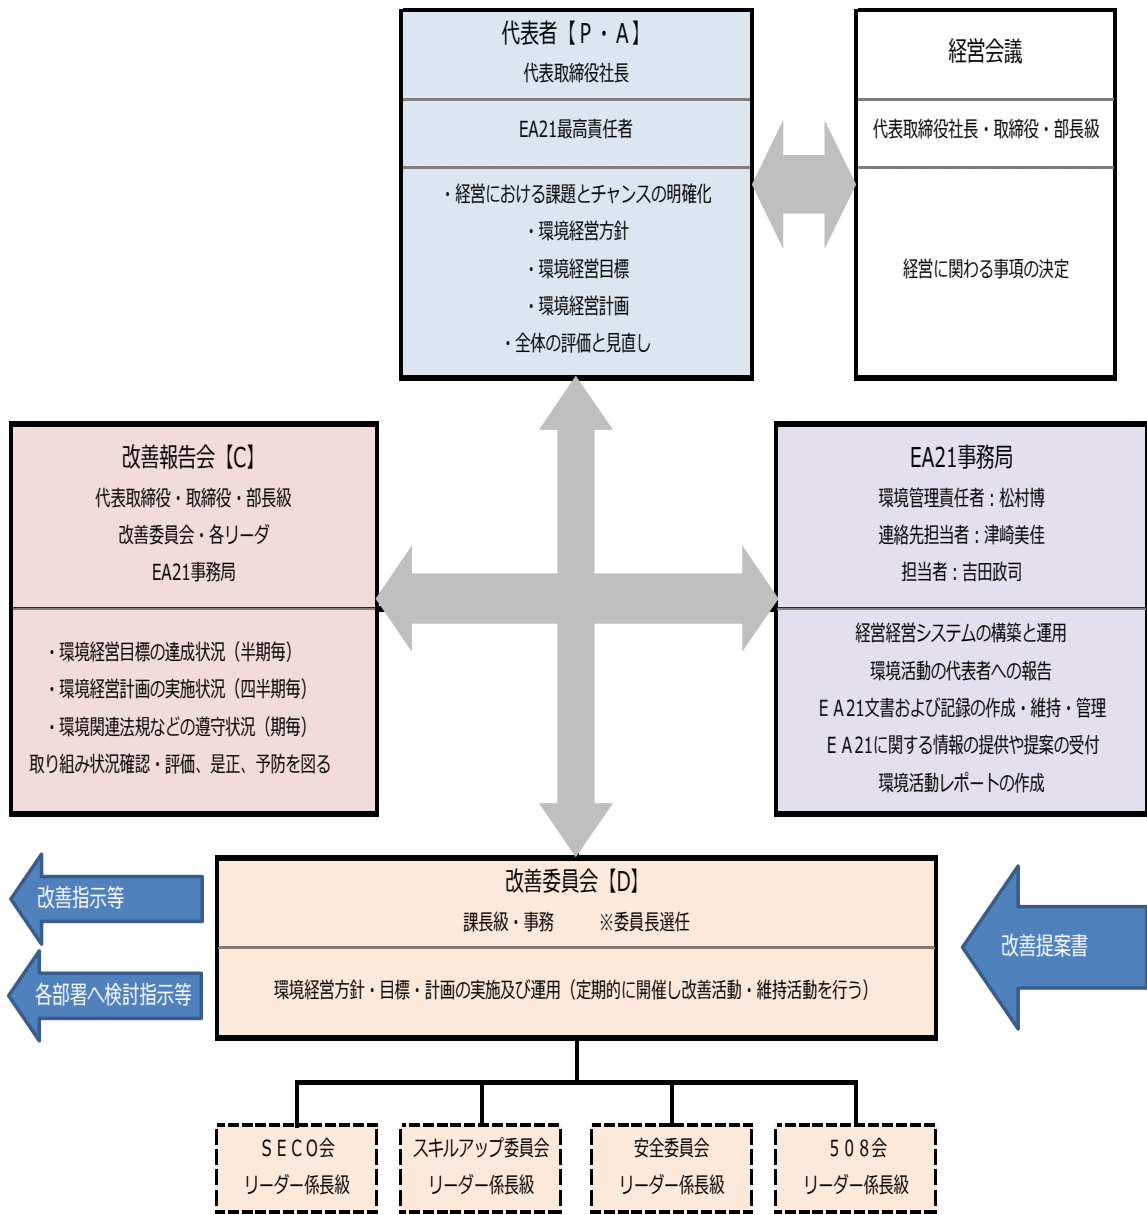 代表者【Ｐ・Ａ】
代表取締役社長
EA21最高責任者
・経営における課題とチャンスの明確化
・環境経営方針
・環境経営目標
・環境経営計画
・全体の評価と見直し
経営会議
代表取締役社長・取締役・部長級
経営に関わる事項の決定
改善報告会【C】
代表取締役・取締役・部長級
改善委員会・各リーダ
EA21事務局
・環境経営目標の達成状況（半期毎）
・環境経営計画の実施状況（四半期毎）
・環境関連法規などの遵守状況（期毎）
取り組み状況確認・評価、是正、予防を図る
EA21事務局
環境管理責任者：松村博
連絡先担当者：津崎美佳
担当者：吉田政司
経営経営システムの構築と運用
環境活動の代表者への報告
ＥＡ21文書および記録の作成・維持・管理
ＥＡ21に関する情報の提供や提案の受付
環境活動レポートの作成
改善指示等
各部署へ検討指示等
改善委員会【D】
課長級・事務　　※委員長選任
環境経営方針・目標・計画の実施及び運用（定期的に開催し改善活動・維持活動を行う）
改善提案書
ＳＥＣＯ会
リーダー係長級
スキルアップ委員会
リーダー係長級
安全委員会
リーダー係長級
５０８会
リーダー係長級